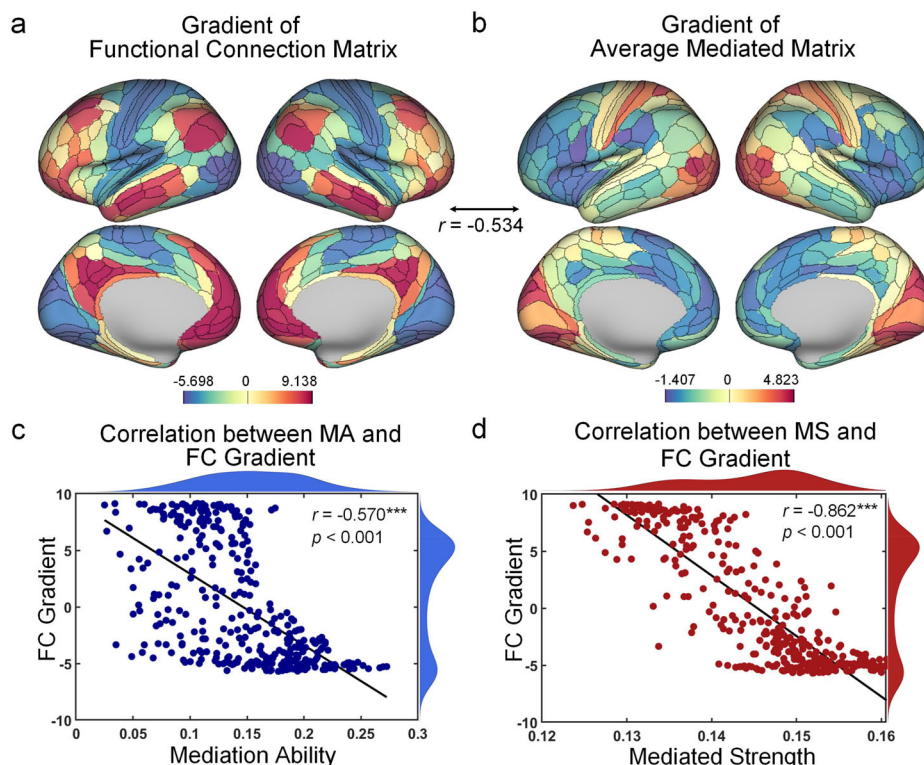 a
Gradient of
Functional Connection Matrix
b
Gradient of
Average Mediated Matrix
r = -0.534
-5.698 0 9.138
-1.407 0 4.823
c
Correlation between MA and
FC Gradient
r = -0.570***
p < 0.001
FC Gradient
10
5
0
-5
-10
0 0.05 0.1 0.15 0.2 0.25 0.3
Mediation Ability
d
Correlation between MS and
FC Gradient
r = -0.862***
p < 0.001
FC Gradient
10
5
0
-5
-10
0.12 0.13 0.14 0.15 0.16
Mediated Strength